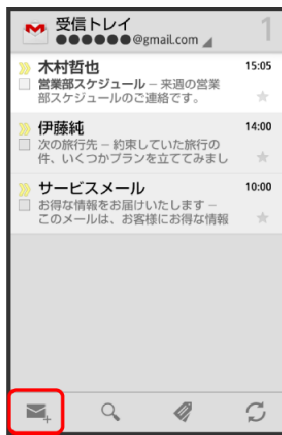 受信トレイ
1
●●●●●●@gmail.com
木村哲也 15:05
営業部スケジュール – 来週の営業
部スケジュールのご連絡です。
伊藤純 14:00
次の旅行先 – 約束していた旅行の
件、いくつかプランを立ててみまし
サービスメール 10:00
お得な情報をお届けいたします –
このメールは、お客様にお得な情報